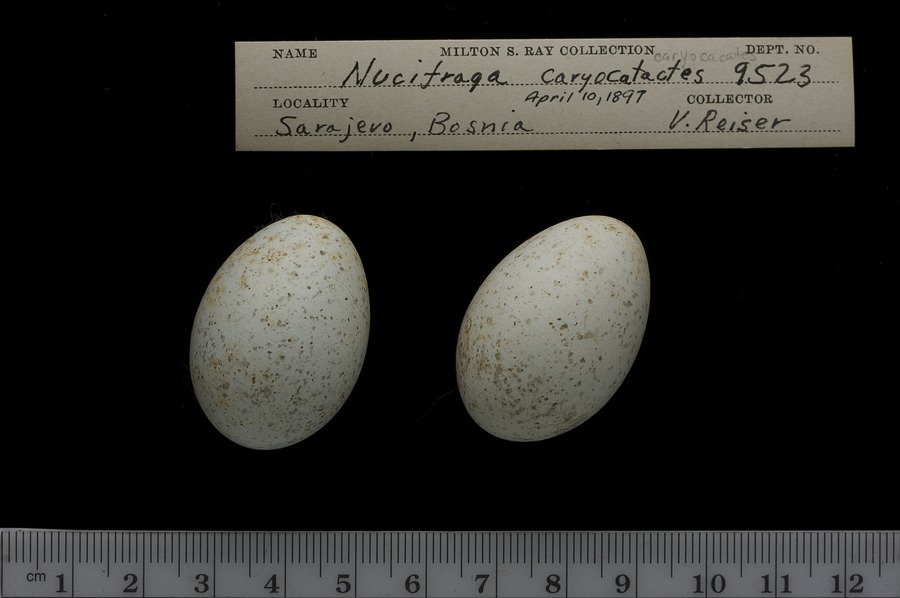 NAME MILTON S. RAY COLLECTION DEPT. NO.
caryocacates
Nucifraga caryocatactes 9523
LOCALITY April 10, 1897 COLLECTOR
Sarajevo, Bosnia V. Reiser
cm 1 2 3 4 5 6 7 8 9 10 11 12